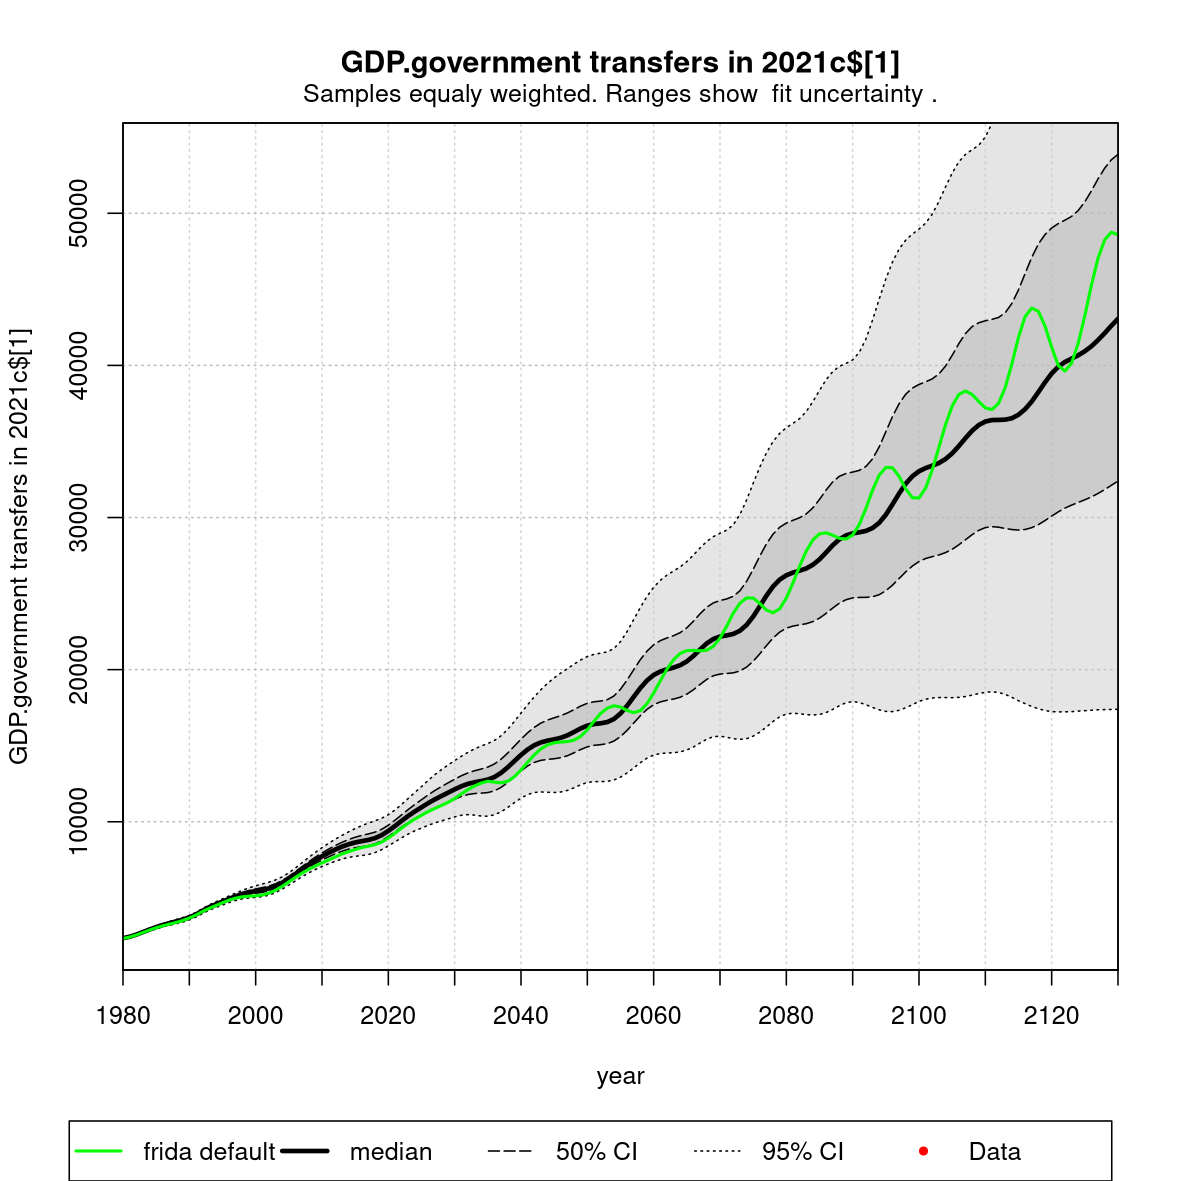 GDP.government transfers in 2021c$[1]
Samples equaly weighted. Ranges show  fit uncertainty .
GDP.government transfers in 2021c$[1]
50000
40000
30000
20000
10000
1980 2000 2020 2040 2060 2080 2100 2120
year
frida default median 50% CI 95% CI Data